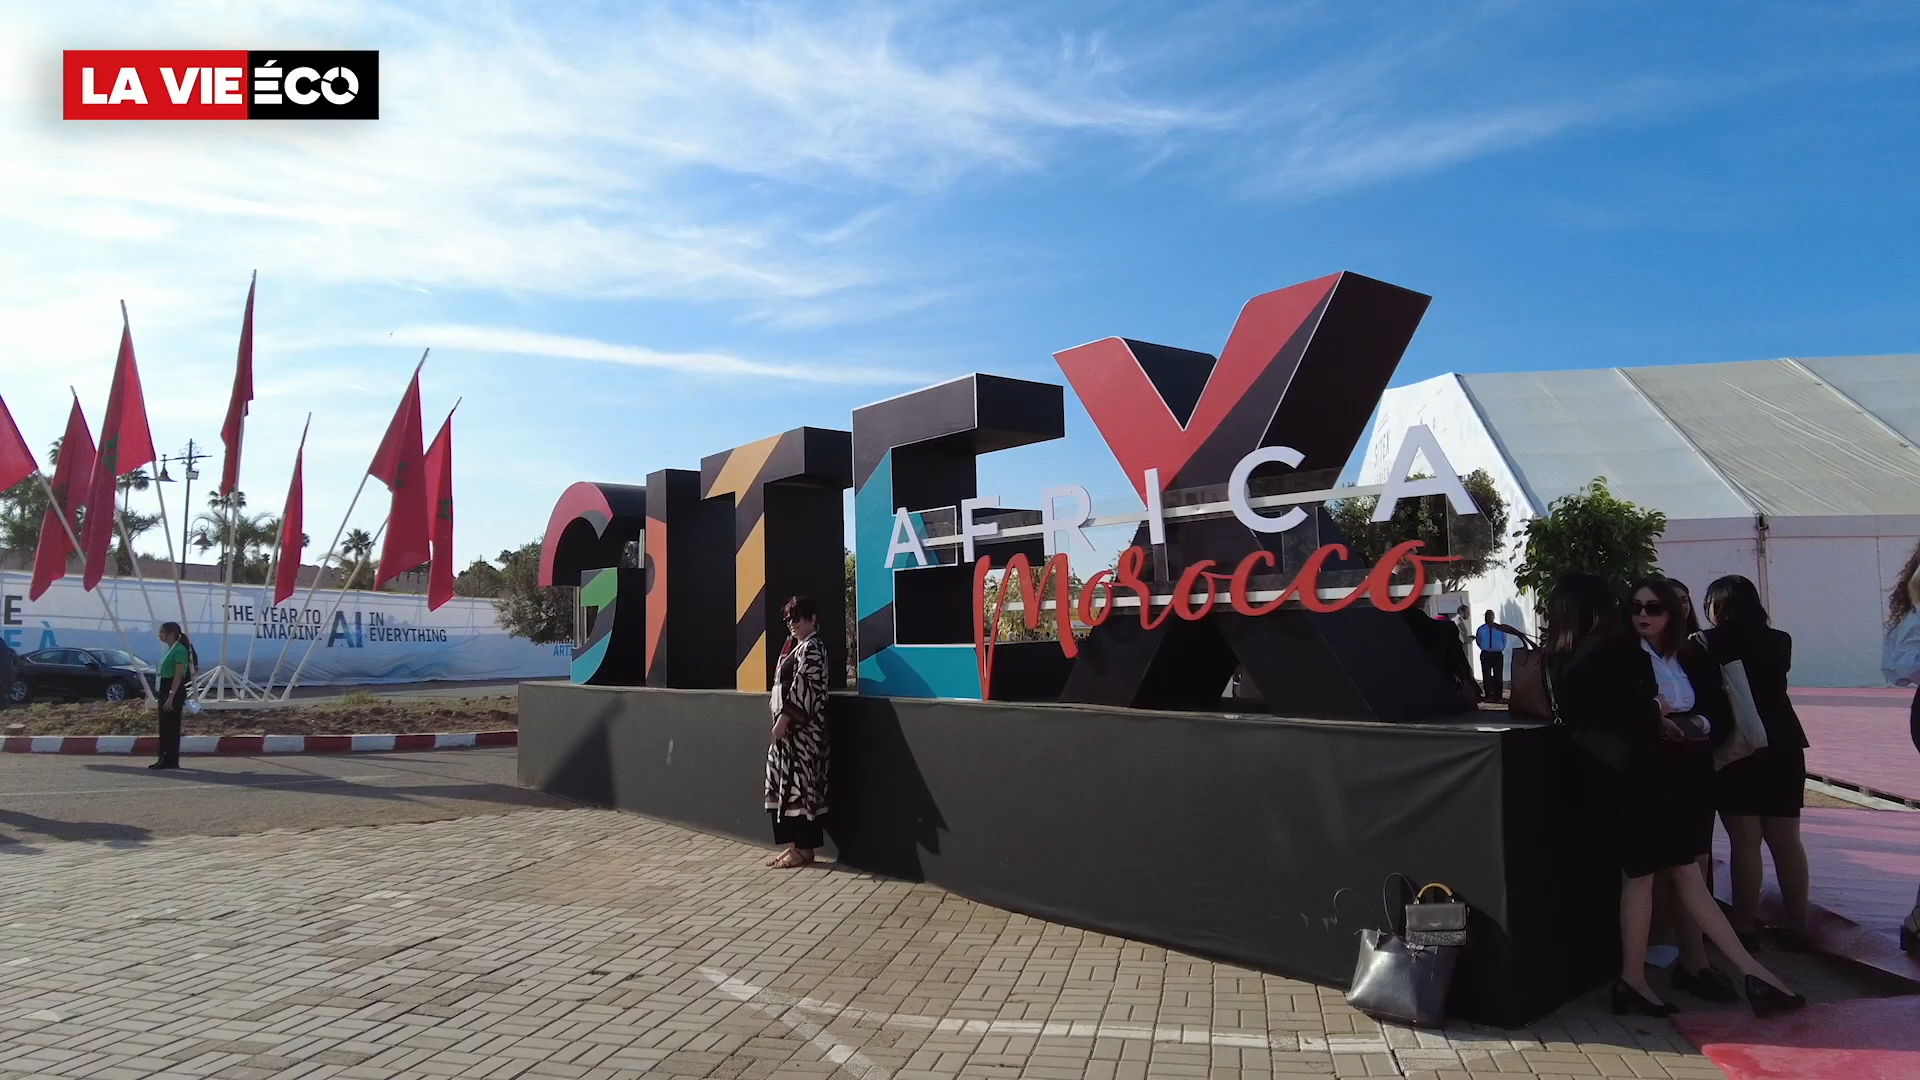 LA VIE ÉCO
GITEX
AFRICA
Morocco
THE YEAR TO
IMAGINE AI IN
EVERYTHING